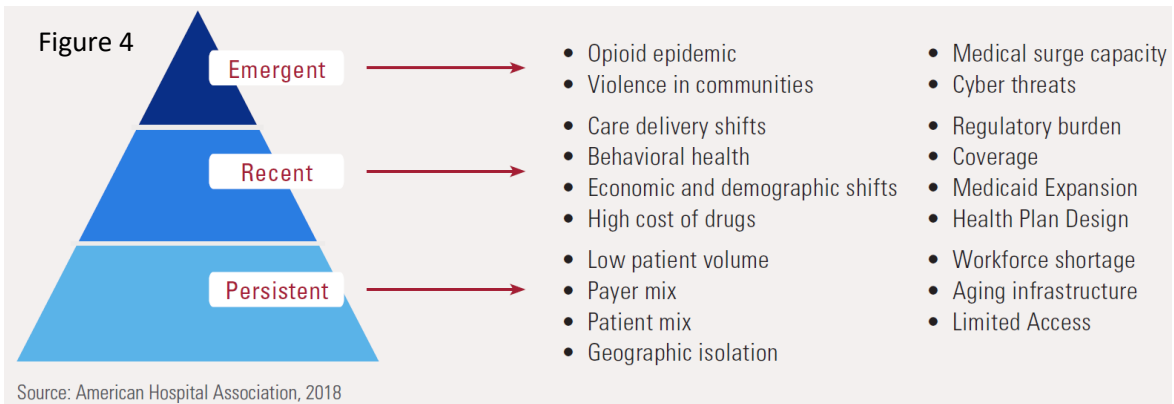 Figure 4
Emergent
• Opioid epidemic
• Violence in communities
• Medical surge capacity
• Cyber threats
Recent
• Care delivery shifts
• Behavioral health
• Economic and demographic shifts
• High cost of drugs
• Regulatory burden
• Coverage
• Medicaid Expansion
• Health Plan Design
Persistent
• Low patient volume
• Payer mix
• Patient mix
• Geographic isolation
• Workforce shortage
• Aging infrastructure
• Limited Access
Source: American Hospital Association, 2018